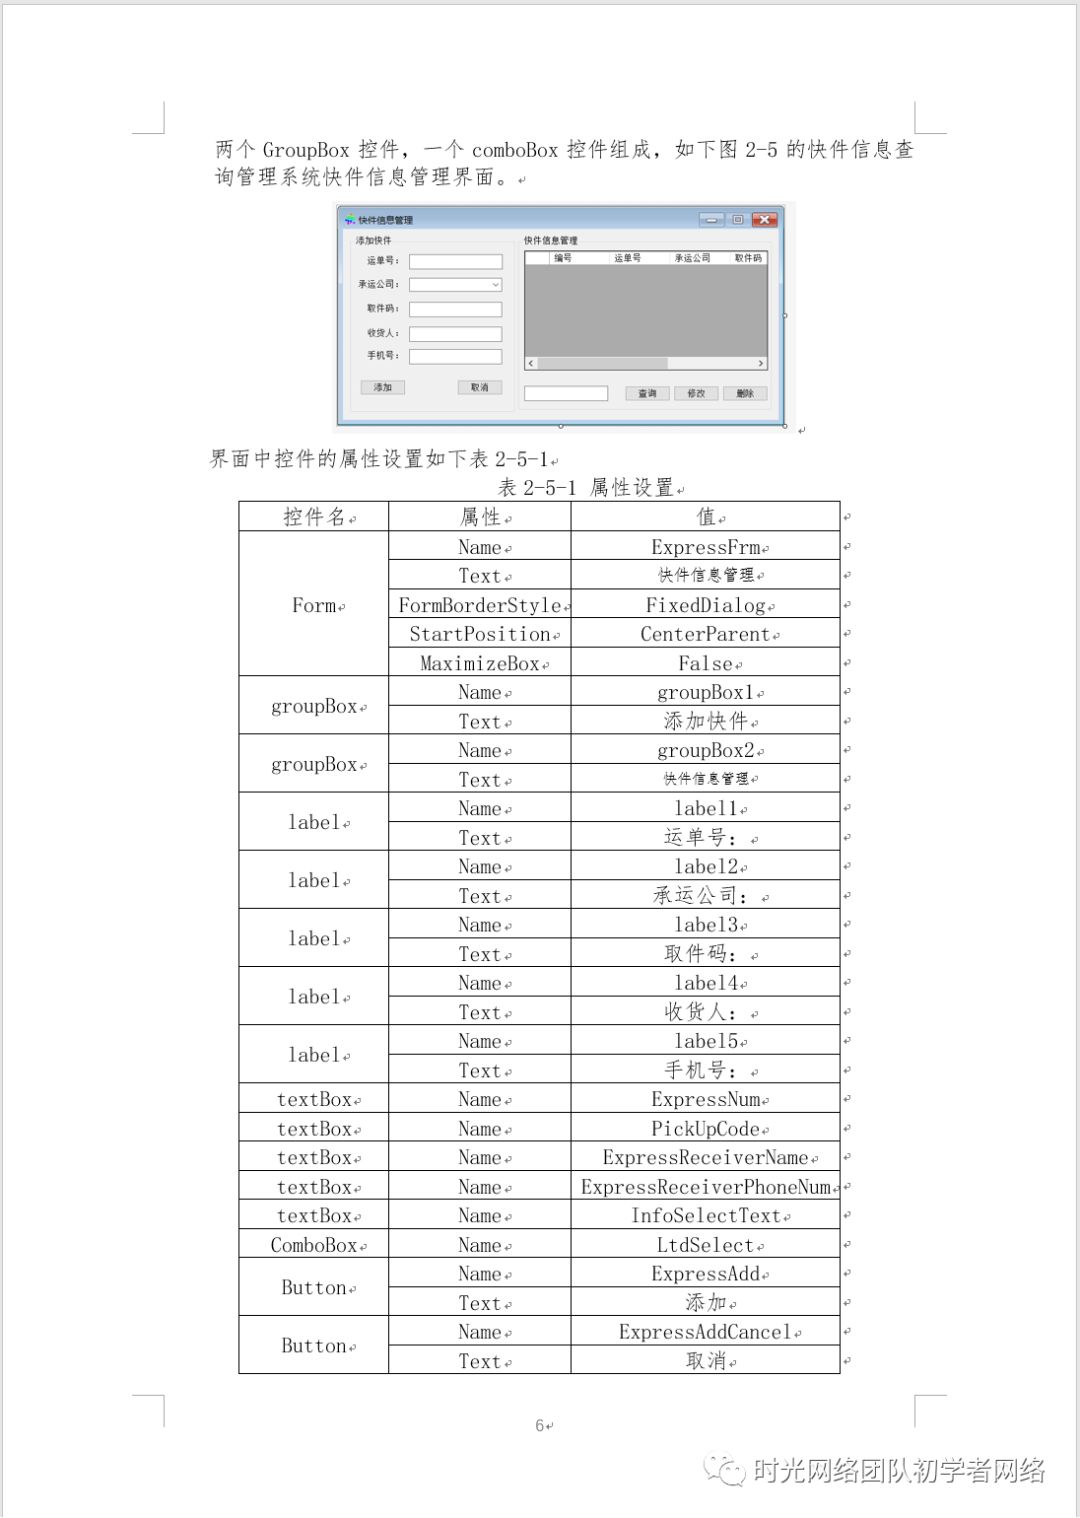 两个 GroupBox 控件，一个 comboBox 控件组成，如下图 2-5 的快件信息查
询管理系统快件信息管理界面。
快件信息管理
添加快件
运单号：
承运公司：
取件码：
收货人：
手机号：
添加 取消
快件信息管理
编号 运单号 承运公司 取件码
查询 修改 删除
界面中控件的属性设置如下表 2-5-1
表 2-5-1 属性设置
控件名 属性 值
Form
Name ExpressFrm
Text 快件信息管理
FormBorderStyle FixedDialog
StartPosition CenterParent
MaximizeBox False
groupBox
Name groupBox1
Text 添加快件
groupBox
Name groupBox2
Text 快件信息管理
label
Name label1
Text 运单号：
label
Name label2
Text 承运公司：
label
Name label3
Text 取件码：
label
Name label4
Text 收货人：
label
Name label5
Text 手机号：
textBox Name ExpressNum
textBox Name PickUpCode
textBox Name ExpressReceiverName
textBox Name ExpressReceiverPhoneNum
textBox Name InfoSelectText
ComboBox Name LtdSelect
Button
Name ExpressAdd
Text 添加
Button
Name ExpressAddCancel
Text 取消
6
时光网络团队初学者网络